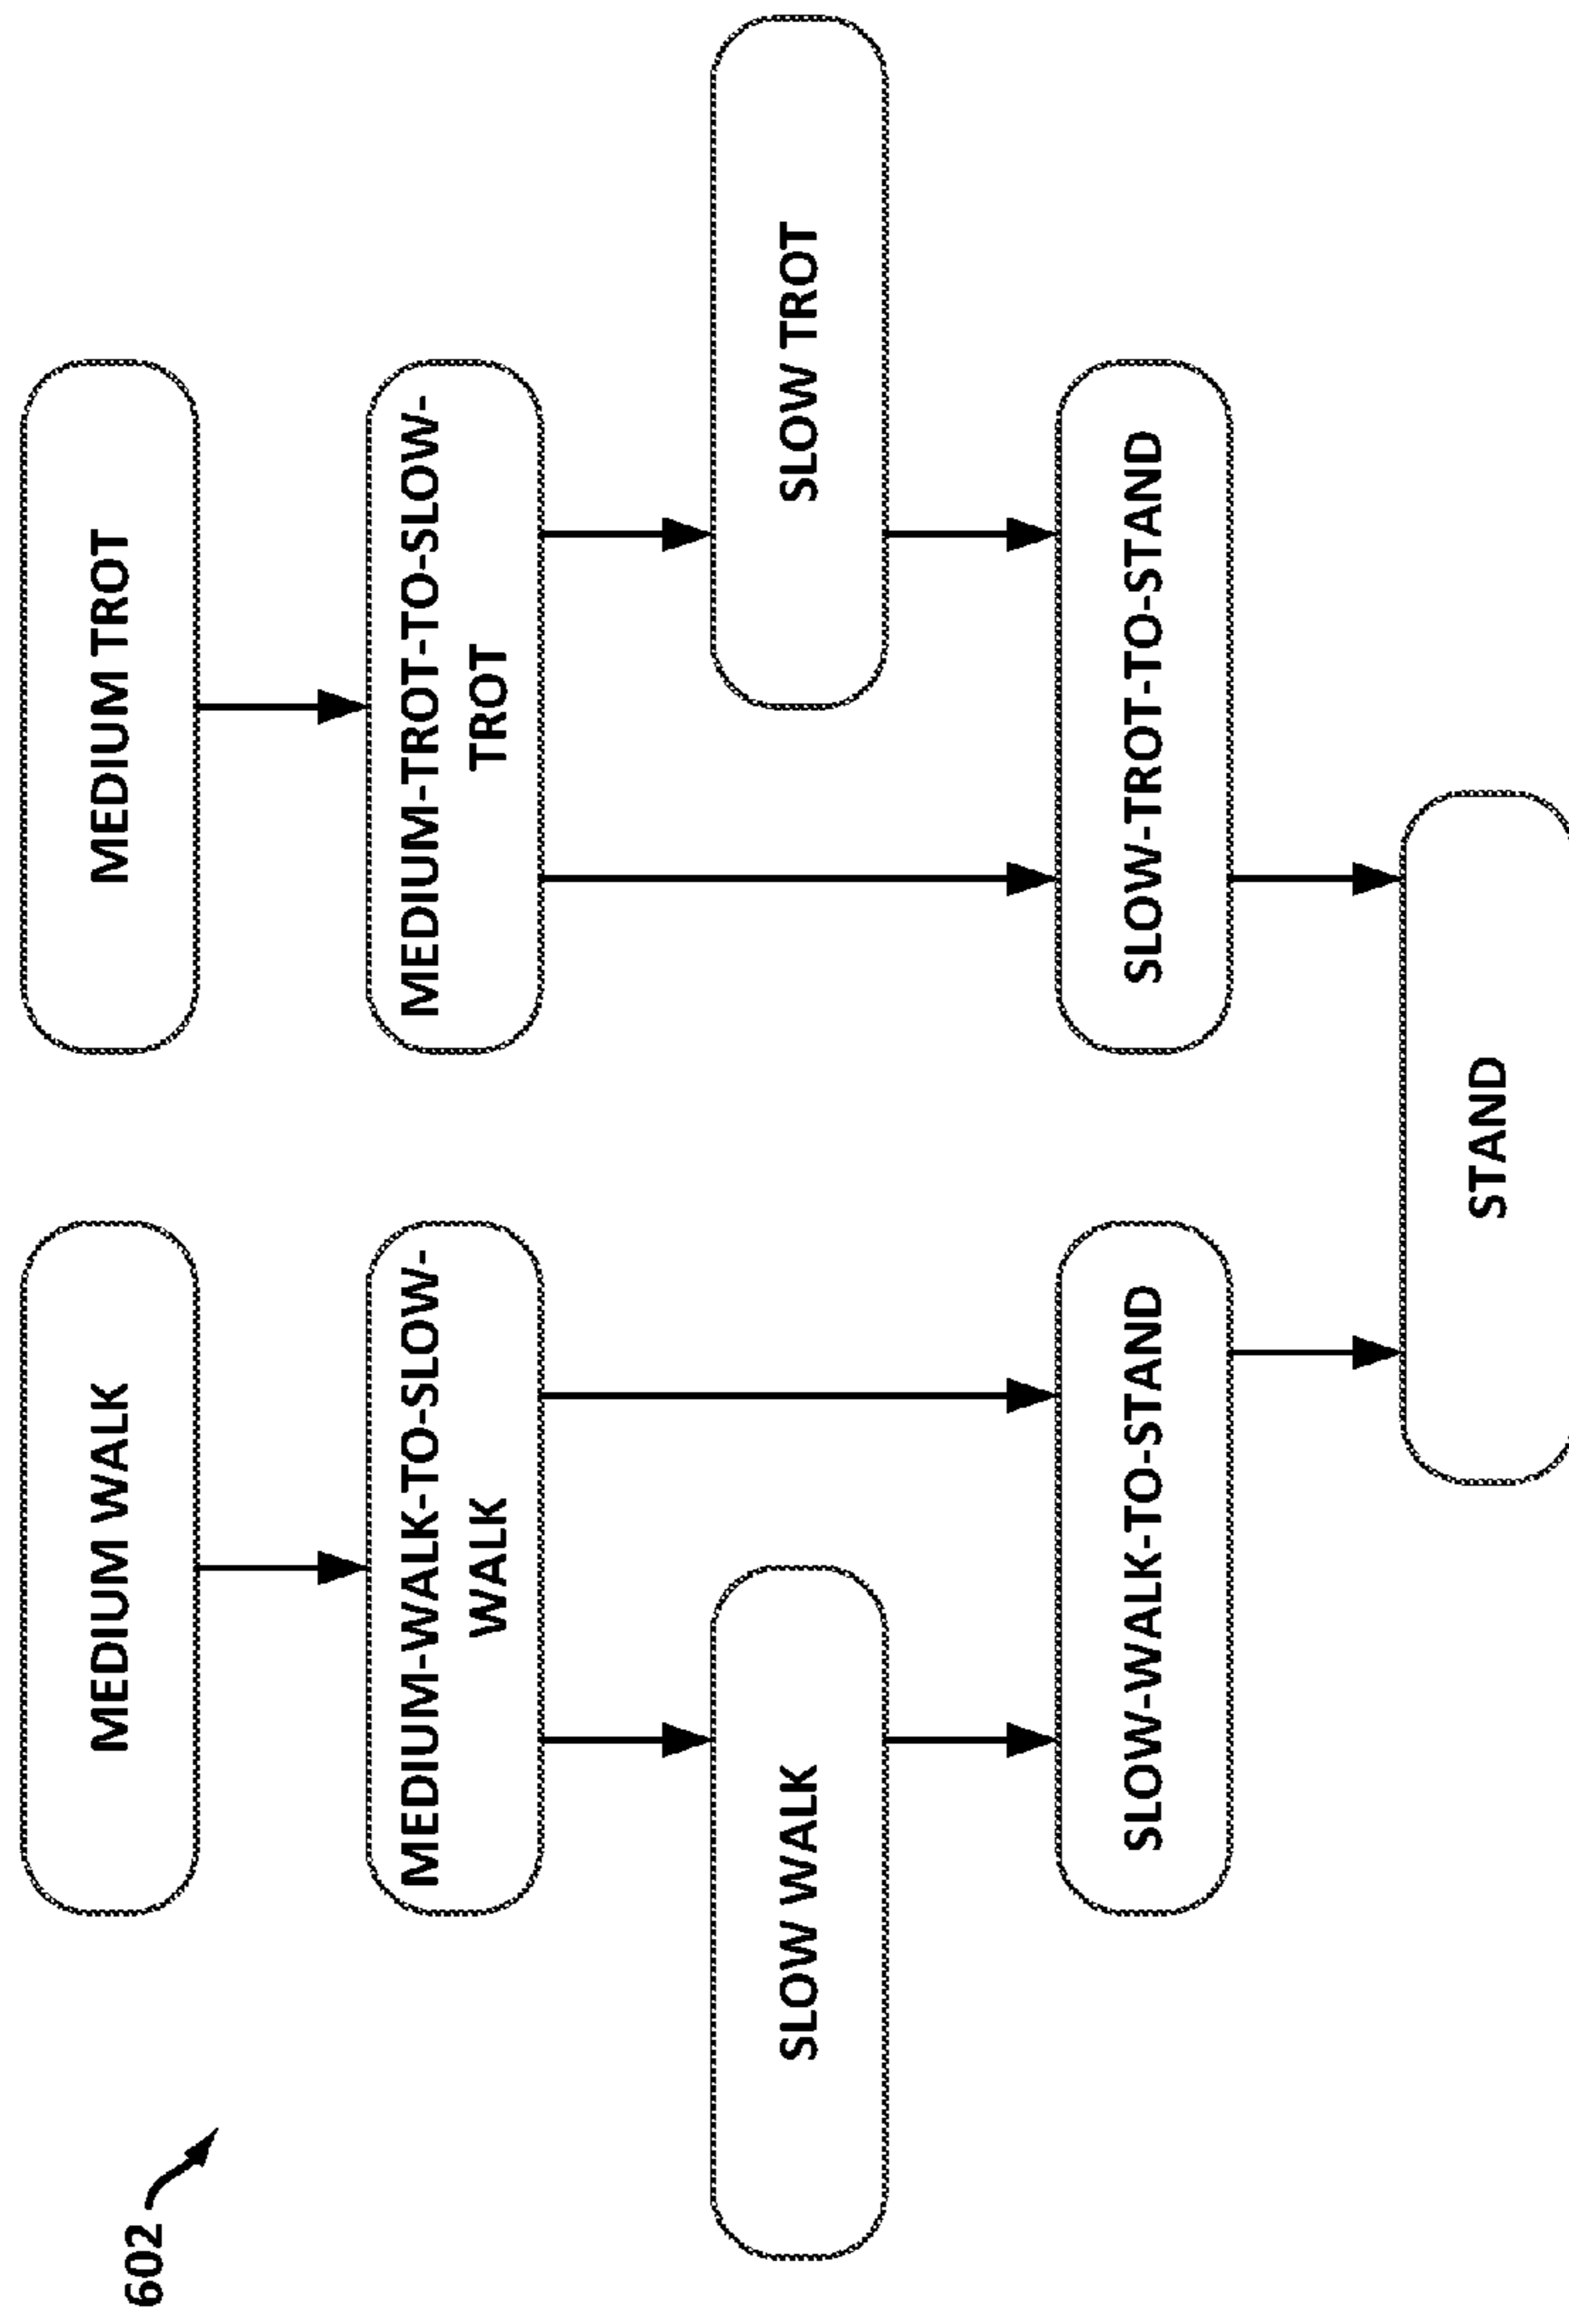 602
MEDIUM WALK
MEDIUM TROT
MEDIUM-WALK-TO-SLOW-
WALK
MEDIUM-TROT-TO-SLOW-
TROT
SLOW WALK
SLOW TROT
SLOW-WALK-TO-STAND
SLOW-TROT-TO-STAND
STAND